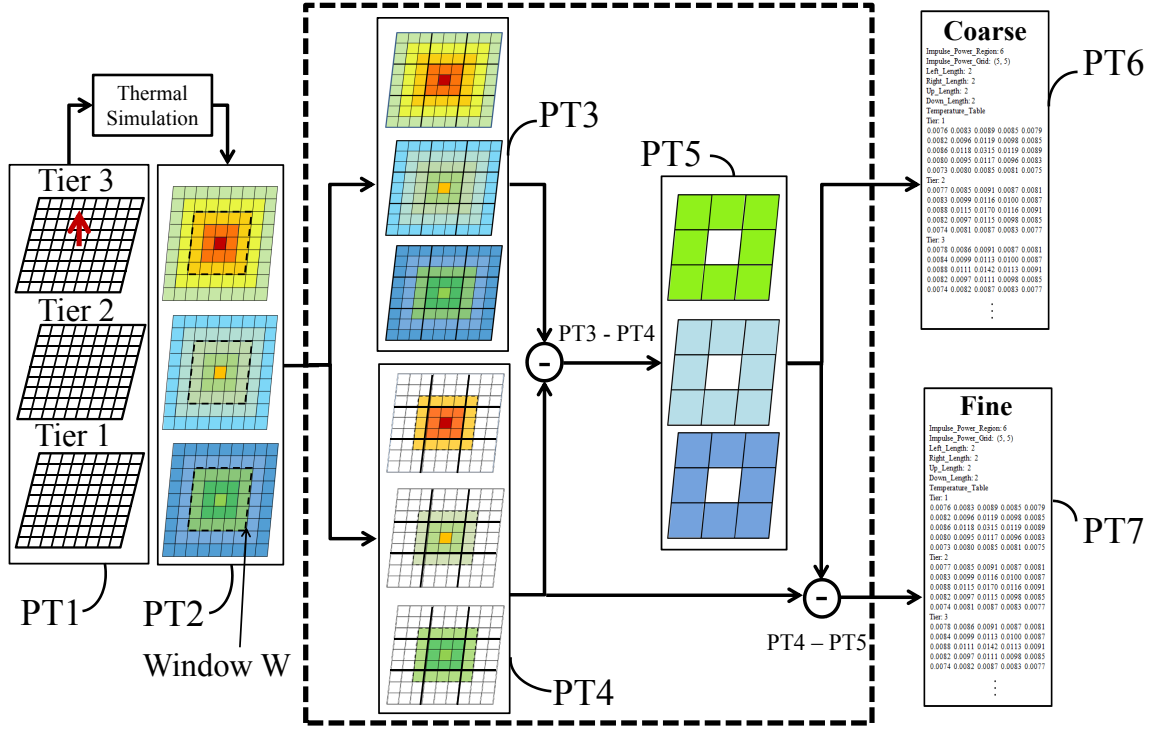 Thermal
Simulation
Tier 3
Tier 2
Tier 1
PT1
PT2
Window W
PT3
PT4
PT3 - PT4
-
PT5
-
PT4 – PT5
Coarse
Impulse_Power_Region: 6
Impulse_Power_Grid: (5, 5)
Left_Length: 2
Right_Length: 2
Up_Length: 2
Down_Length: 2
Temperature_Table
Tier: 1
0.0076 0.0083 0.0089 0.0085 0.0079
0.0082 0.0096 0.0119 0.0098 0.0085
0.0086 0.0118 0.0315 0.0119 0.0089
0.0080 0.0095 0.0117 0.0096 0.0083
0.0073 0.0080 0.0085 0.0081 0.0075
Tier: 2
0.0077 0.0085 0.0091 0.0087 0.0081
0.0083 0.0099 0.0116 0.0100 0.0087
0.0088 0.0115 0.0170 0.0116 0.0091
0.0082 0.0097 0.0115 0.0098 0.0085
0.0074 0.0081 0.0087 0.0083 0.0077
Tier: 3
0.0078 0.0086 0.0091 0.0087 0.0081
0.0084 0.0099 0.0113 0.0100 0.0087
0.0088 0.0111 0.0142 0.0113 0.0091
0.0082 0.0097 0.0111 0.0098 0.0085
0.0074 0.0082 0.0087 0.0083 0.0077
⋮
PT6
Fine
Impulse_Power_Region: 6
Impulse_Power_Grid: (5, 5)
Left_Length: 2
Right_Length: 2
Up_Length: 2
Down_Length: 2
Temperature_Table
Tier: 1
0.0076 0.0083 0.0089 0.0085 0.0079
0.0082 0.0096 0.0119 0.0098 0.0085
0.0086 0.0118 0.0315 0.0119 0.0089
0.0080 0.0095 0.0117 0.0096 0.0083
0.0073 0.0080 0.0085 0.0081 0.0075
Tier: 2
0.0077 0.0085 0.0091 0.0087 0.0081
0.0083 0.0099 0.0116 0.0100 0.0087
0.0088 0.0115 0.0170 0.0116 0.0091
0.0082 0.0097 0.0115 0.0098 0.0085
0.0074 0.0081 0.0087 0.0083 0.0077
Tier: 3
0.0078 0.0086 0.0091 0.0087 0.0081
0.0084 0.0099 0.0113 0.0100 0.0087
0.0088 0.0111 0.0142 0.0113 0.0091
0.0082 0.0097 0.0111 0.0098 0.0085
0.0074 0.0082 0.0087 0.0083 0.0077
⋮
PT7